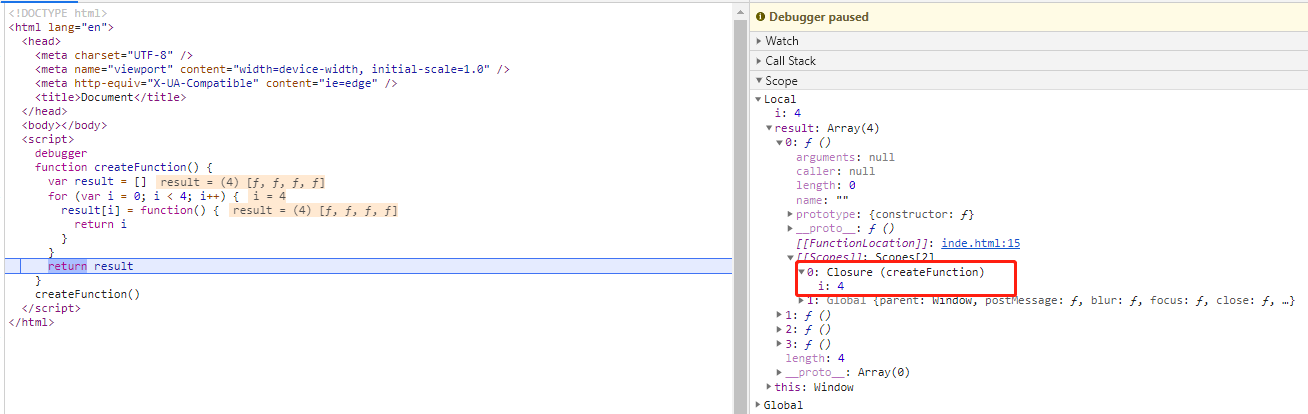 <!DOCTYPE html>
<html lang="en">
<head>
<meta charset="UTF-8" />
<meta name="viewport" content="width=device-width, initial-scale=1.0" />
<meta http-equiv="X-UA-Compatible" content="ie=edge" />
<title>Document</title>
</head>
<body></body>
<script>
debugger
function createFunction() {
var result = [] result = (4) [ƒ, ƒ, ƒ, ƒ]
for (var i = 0; i < 4; i++) { i = 4
result[i] = function() { result = (4) [ƒ, ƒ, ƒ, ƒ]
return i
}
}
return result
}
createFunction()
</script>
</html>
Debugger paused
Watch
Call Stack
Scope
Local
i: 4
result: Array(4)
0: ƒ ()
arguments: null
caller: null
length: 0
name: ""
prototype: {constructor: ƒ}
__proto__: ƒ ()
[[FunctionLocation]]: inde.html:15
[[Scopes]]: Scopes[2]
0: Closure (createFunction)
i: 4
1: Global {parent: Window, postMessage: ƒ, blur: ƒ, focus: ƒ, close: ƒ, …}
1: ƒ ()
2: ƒ ()
3: ƒ ()
length: 4
__proto__: Array(0)
this: Window
Global